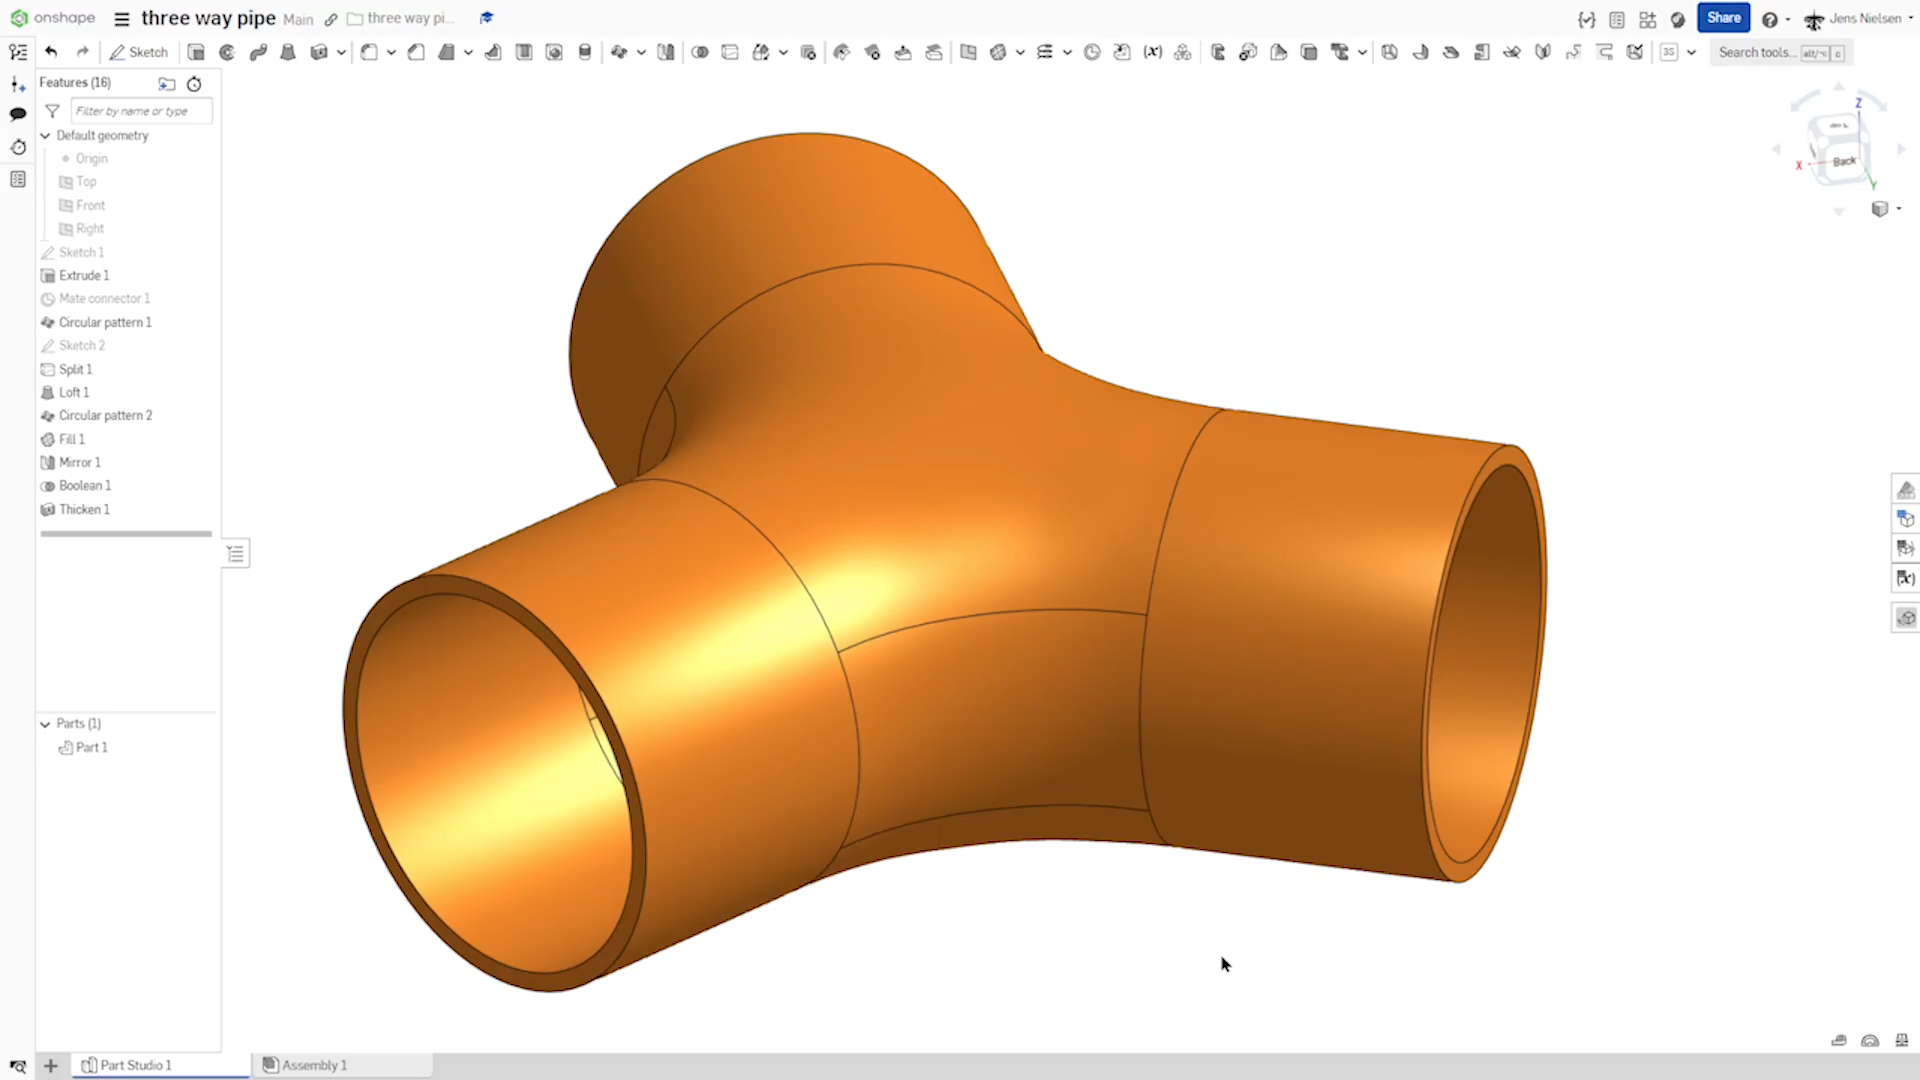 onshape three way pipe Main three way pi... Share Jens Nielsen
Sketch Search tools... alt/⌥ c
Features (16)
Filter by name or type
Default geometry
Origin
Top
Front
Right
Sketch 1
Extrude 1
Mate connector 1
Circular pattern 1
Sketch 2
Split 1
Loft 1
Circular pattern 2
Fill 1
Mirror 1
Boolean 1
Thicken 1
Parts (1)
Part 1
Z
Back
X
Y
Part Studio 1 Assembly 1